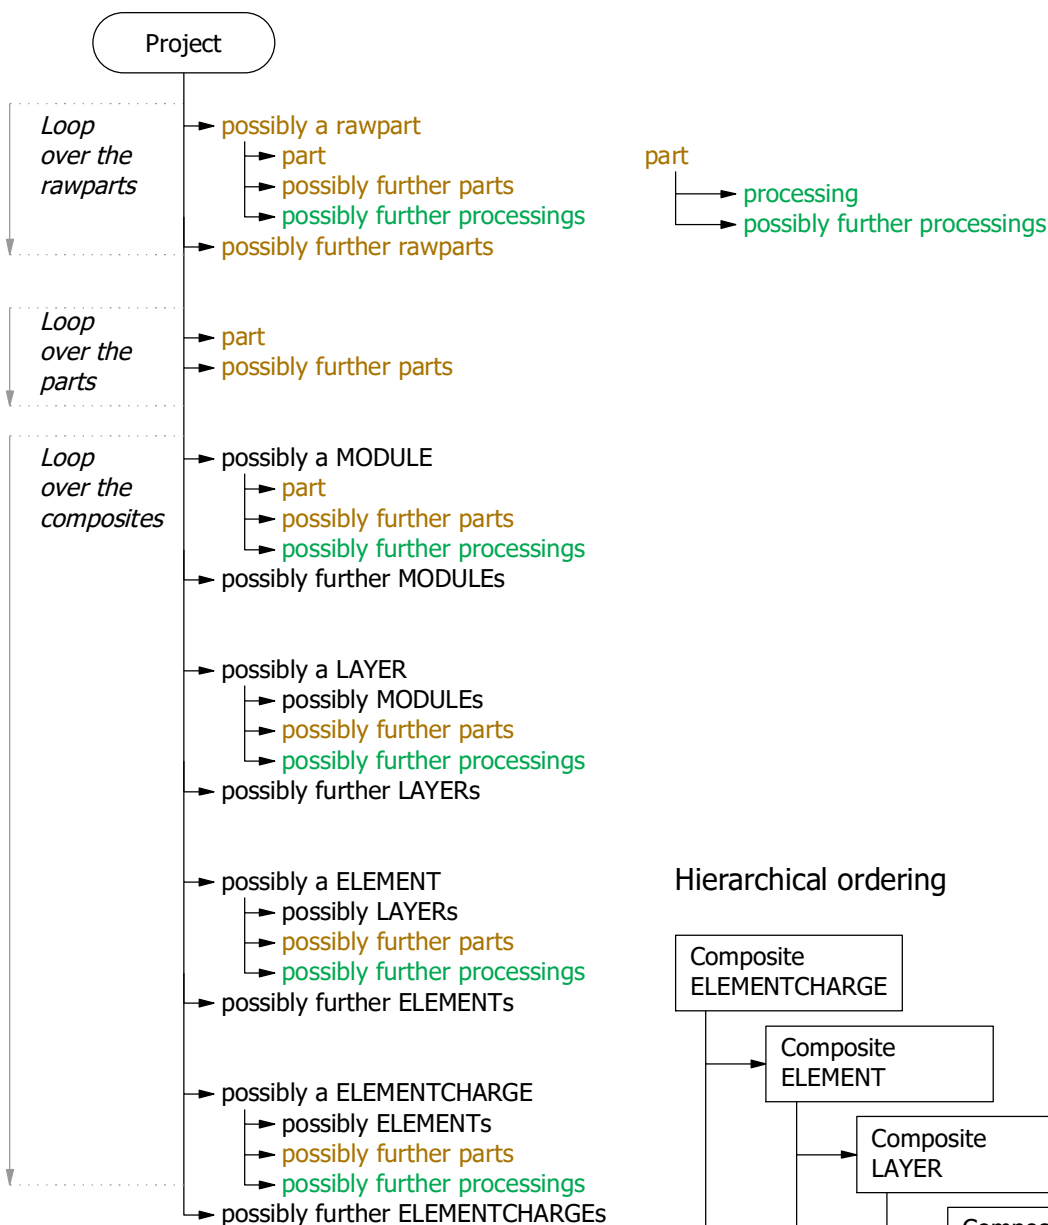 Project
Loop
over the
rawparts
possibly a rawpart
part
possibly further parts
possibly further processings
possibly further rawparts
part
processing
possibly further processings
Loop
over the
parts
part
possibly further parts
Loop
over the
composites
possibly a MODULE
part
possibly further parts
possibly further processings
possibly further MODULEs
possibly a LAYER
possibly MODULEs
possibly further parts
possibly further processings
possibly further LAYERs
possibly a ELEMENT
possibly LAYERs
possibly further parts
possibly further processings
possibly further ELEMENTs
possibly a ELEMENTCHARGE
possibly ELEMENTs
possibly further parts
possibly further processings
possibly further ELEMENTCHARGEs
Hierarchical ordering
Composite
ELEMENTCHARGE
Composite
ELEMENT
Composite
LAYER